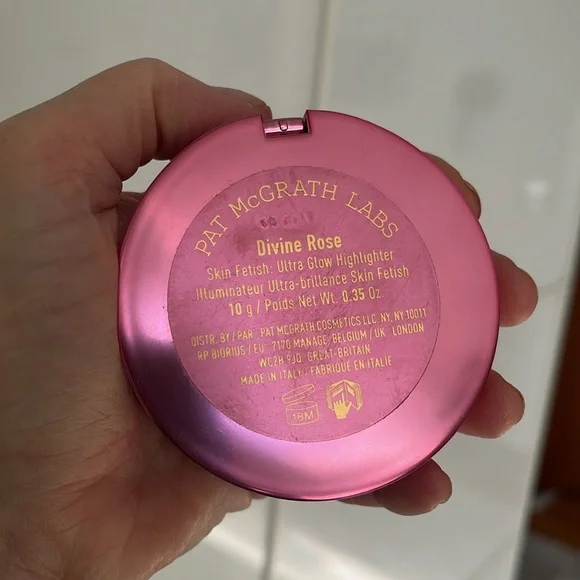 PAT McGRATH LABS
Divine Rose
Skin Fetish: Ultra Glow Highlighter
Illuminateur Ultra-brillance Skin Fetish
10 g / Poids Net Wt. 0.35 Oz.
DISTR. BY / PAR PAT MCGRATH COSMETICS LLC NY, NY 10011
RP BIORIUS / EU 7170 MANAGE, BELGIUM / UK LONDON
WC2H 9JQ GREAT-BRITAIN
MADE IN ITALY FABRIQUÉ EN ITALIE
18M